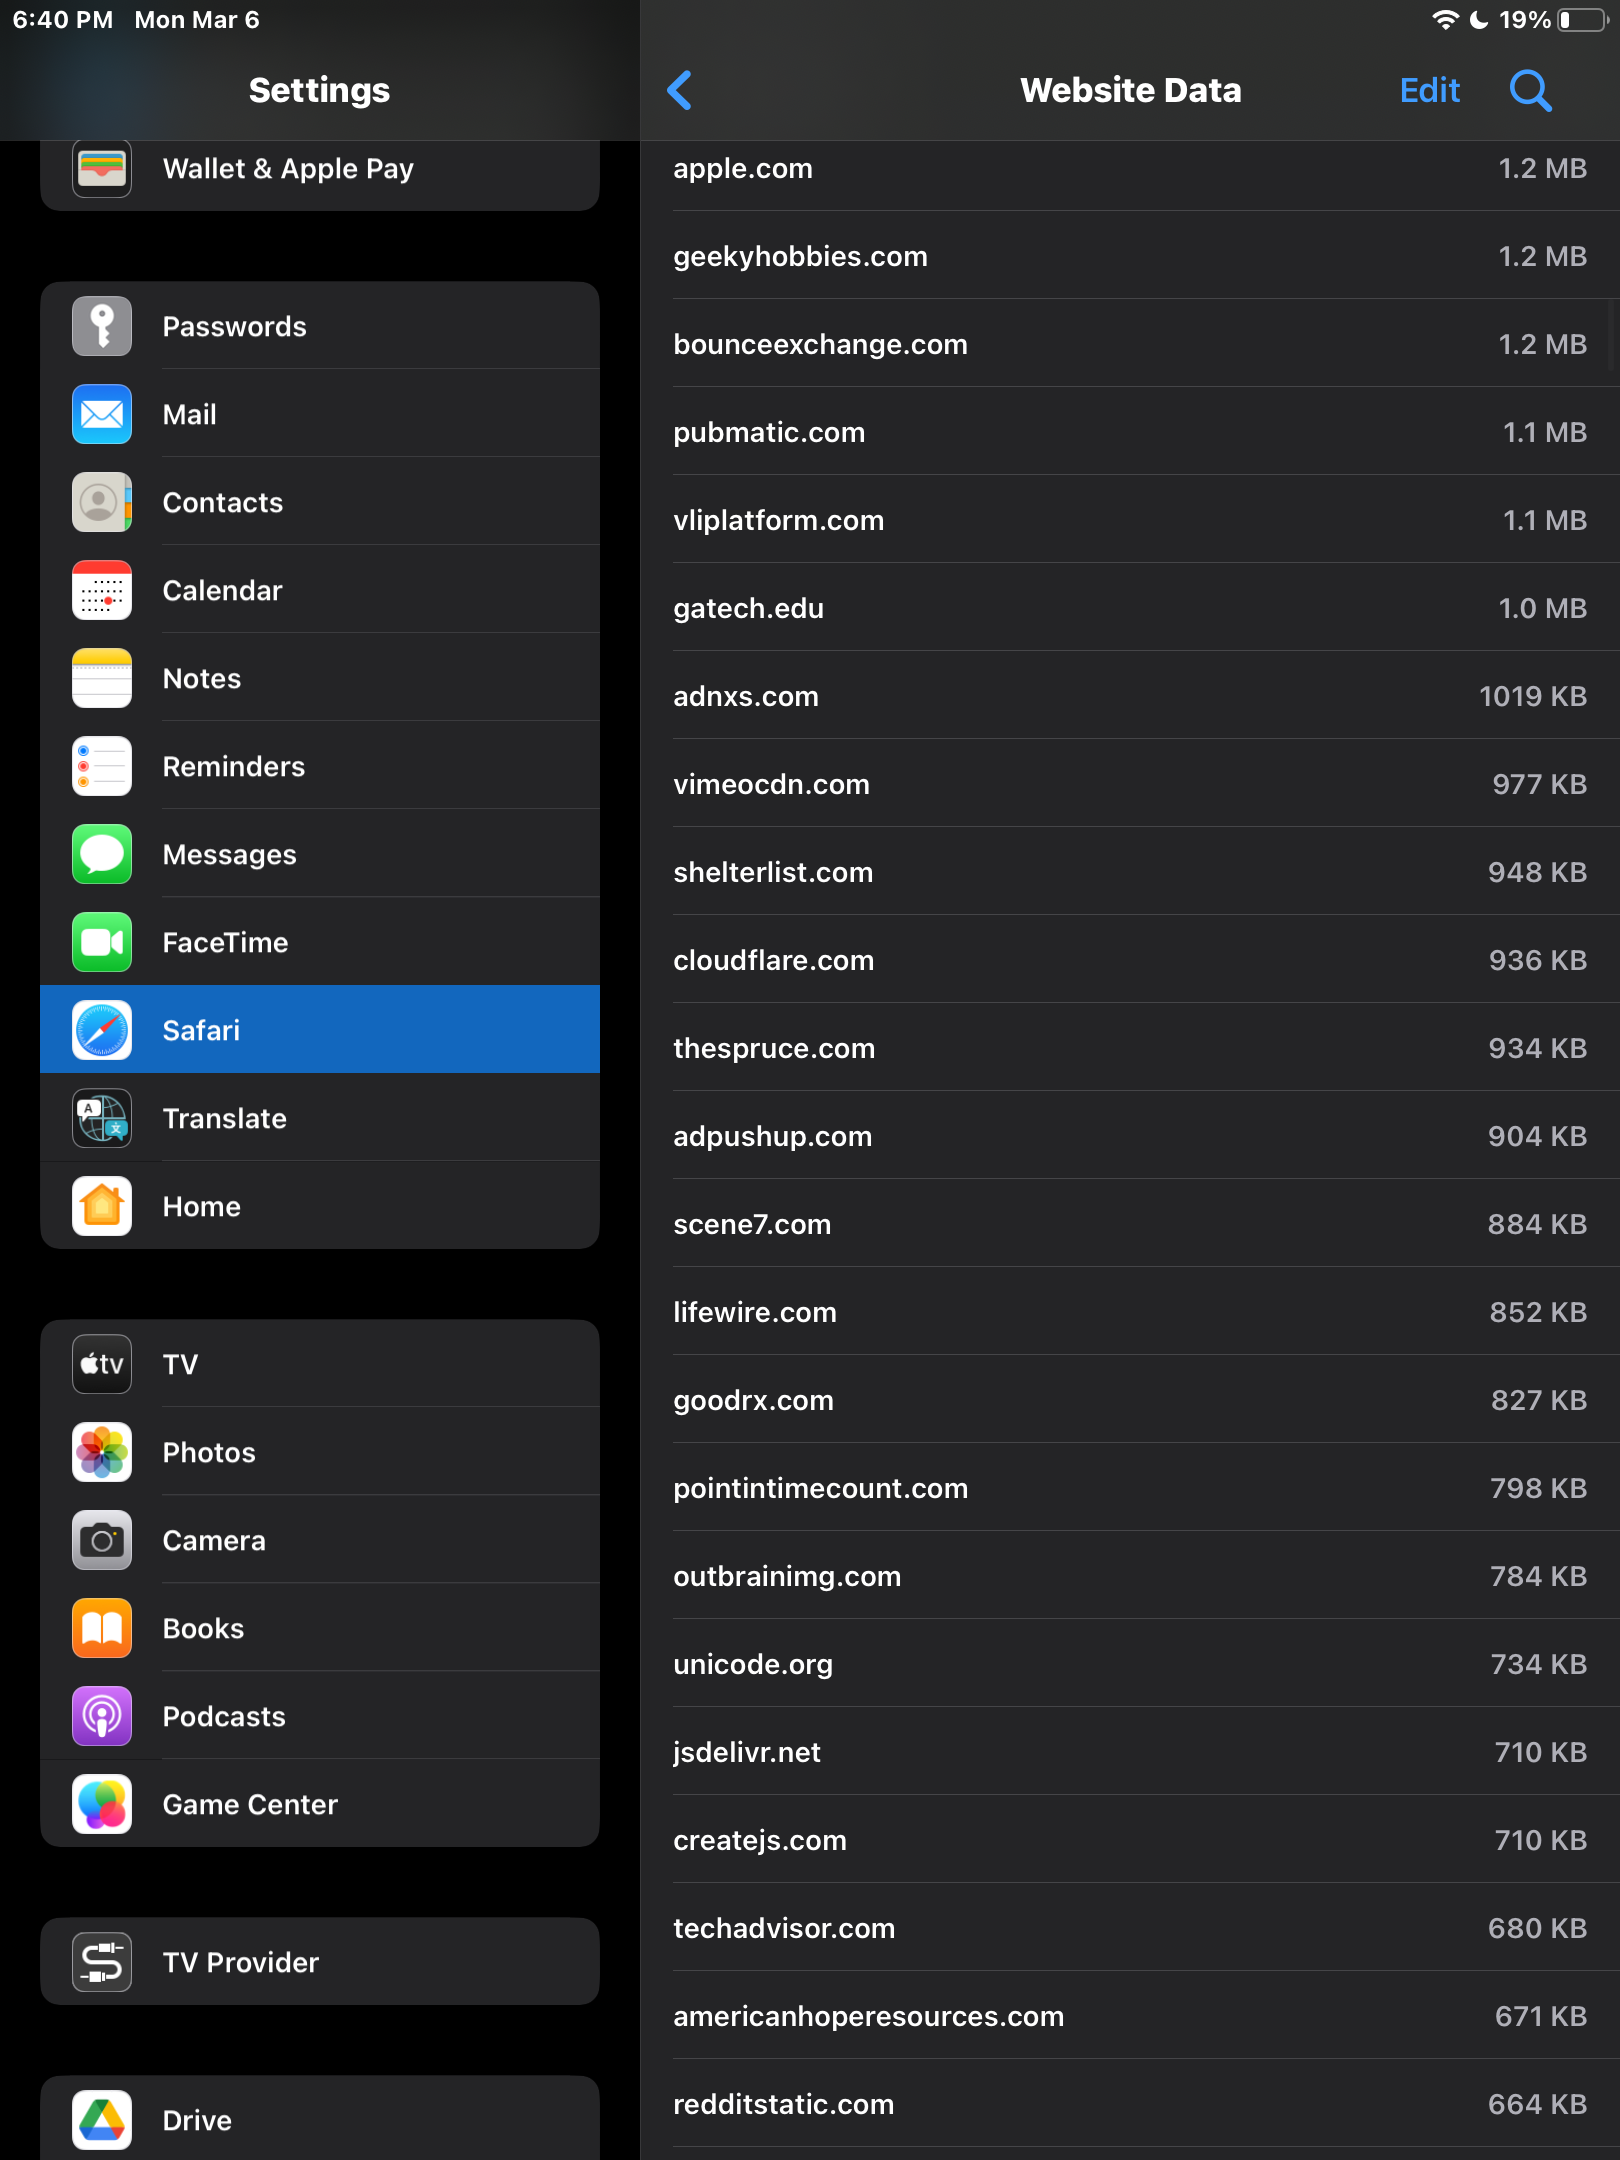 6:40 PM Mon Mar 6
19%
Settings
Wallet & Apple Pay
Passwords
Mail
Contacts
Calendar
Notes
Reminders
Messages
FaceTime
Safari
Translate
Home
tv TV
Photos
Camera
Books
Podcasts
Game Center
TV Provider
Drive
Website Data
Edit
apple.com 1.2 MB
geekyhobbies.com 1.2 MB
bounceexchange.com 1.2 MB
pubmatic.com 1.1 MB
vliplatform.com 1.1 MB
gatech.edu 1.0 MB
adnxs.com 1019 KB
vimeocdn.com 977 KB
shelterlist.com 948 KB
cloudflare.com 936 KB
thespruce.com 934 KB
adpushup.com 904 KB
scene7.com 884 KB
lifewire.com 852 KB
goodrx.com 827 KB
pointintimecount.com 798 KB
outbrainimg.com 784 KB
unicode.org 734 KB
jsdelivr.net 710 KB
createjs.com 710 KB
techadvisor.com 680 KB
americanhoperesources.com 671 KB
redditstatic.com 664 KB